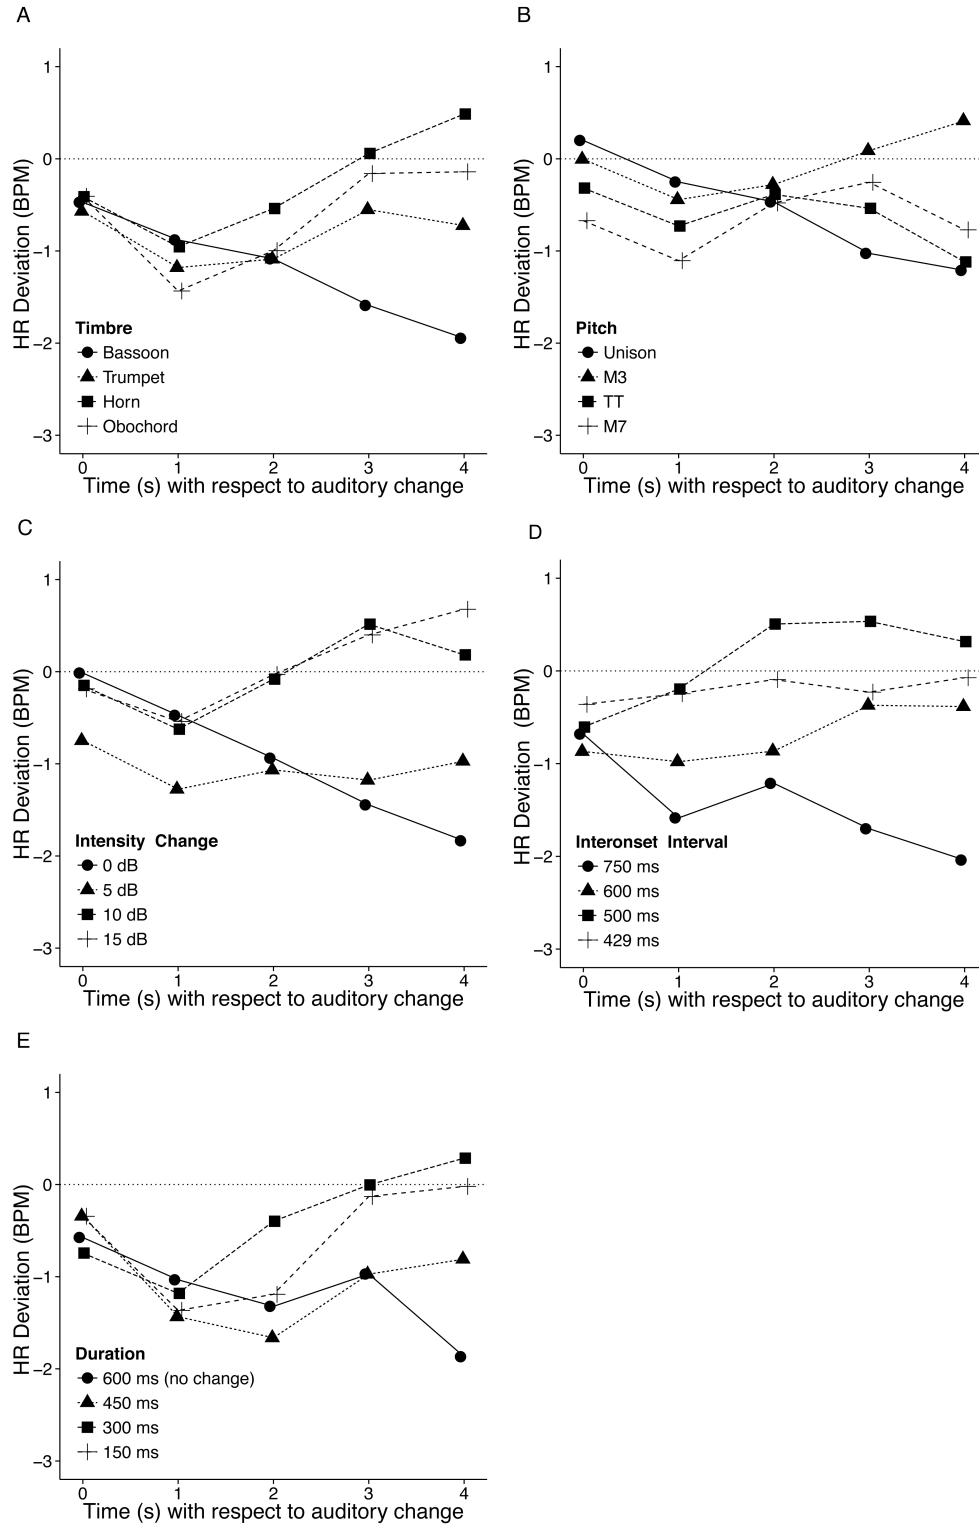 A
HR Deviation (BPM)
1
0
−1
−2
−3
Timbre
Bassoon
Trumpet
Horn
Obochord
0 1 2 3 4
Time (s) with respect to auditory change
B
HR Deviation (BPM)
1
0
−1
−2
−3
Pitch
Unison
M3
TT
M7
0 1 2 3 4
Time (s) with respect to auditory change
C
HR Deviation (BPM)
1
0
−1
−2
−3
Intensity Change
0 dB
5 dB
10 dB
15 dB
0 1 2 3 4
Time (s) with respect to auditory change
D
HR Deviation (BPM)
1
0
−1
−2
−3
Interonset Interval
750 ms
600 ms
500 ms
429 ms
0 1 2 3 4
Time (s) with respect to auditory change
E
HR Deviation (BPM)
1
0
−1
−2
−3
Duration
600 ms (no change)
450 ms
300 ms
150 ms
0 1 2 3 4
Time (s) with respect to auditory change